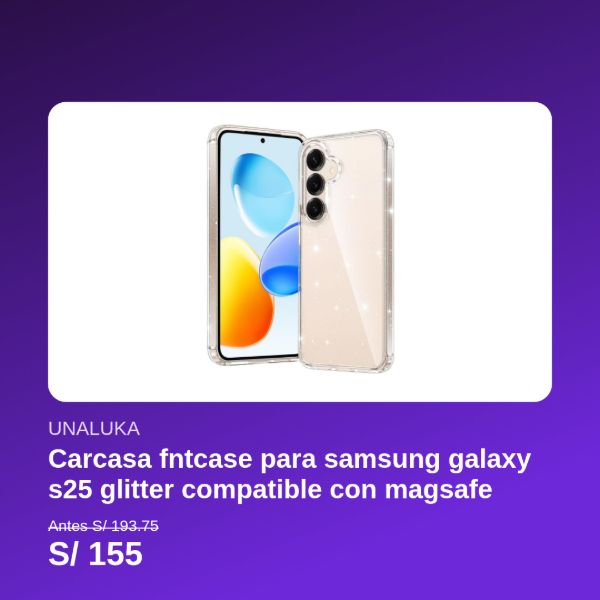 UNALUKA
Carcasa fntcase para samsung galaxy
s25 glitter compatible con magsafe
Antes S/ 193.75
S/ 155